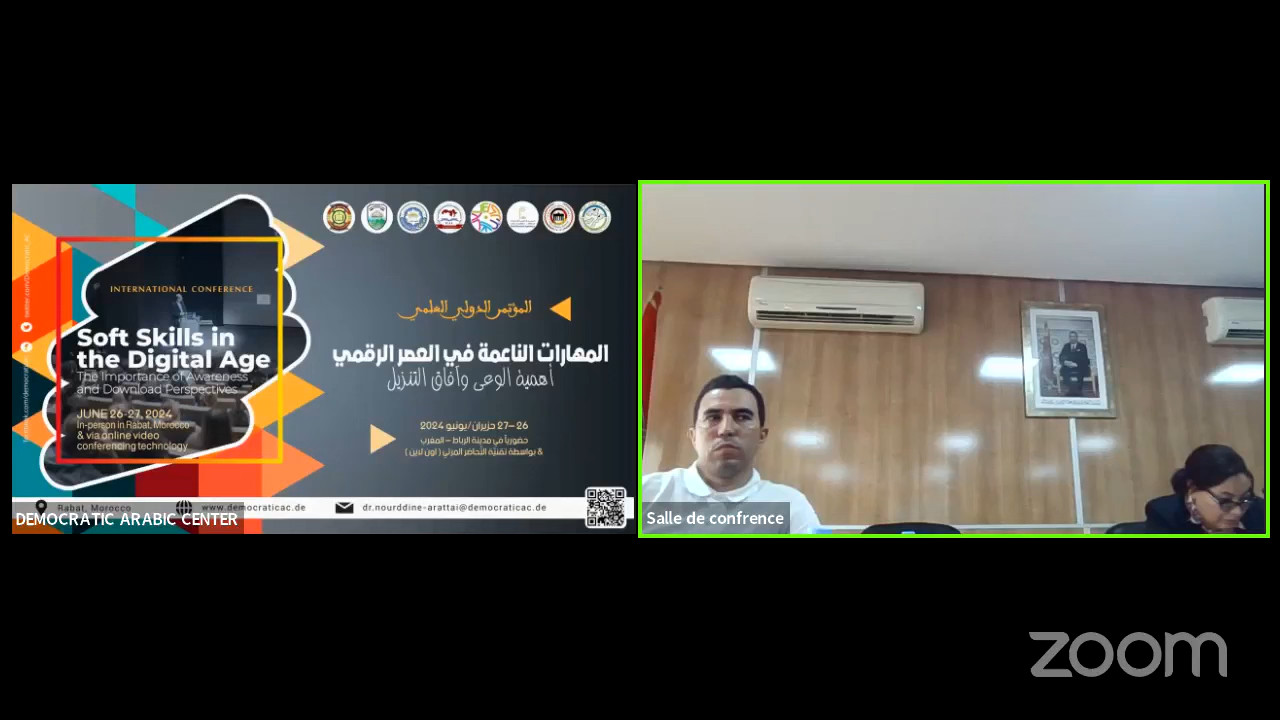 INTERNATIONAL CONFERENCE
Soft Skills in
the Digital Age
The Importance of Awareness
and Download Perspectives
JUNE 26-27, 2024
In-person in Rabat, Morocco
& via online video
conferencing technology
المؤتمر الدولي العلمي
المهارات الناعمة في العصر الرقمي
أهمية الوعي وآفاق التنزيل
26-27 حزيران/يونيو 2024
حضورياً في مدينة الرباط – المغرب
& بواسطة تقنية التحاضر المرئي ( اون لاين )
Rabat, Morocco
www.democraticac.de
dr.nourddine-arattai@democraticac.de
DEMOCRATIC ARABIC CENTER
Salle de confrence
zoom